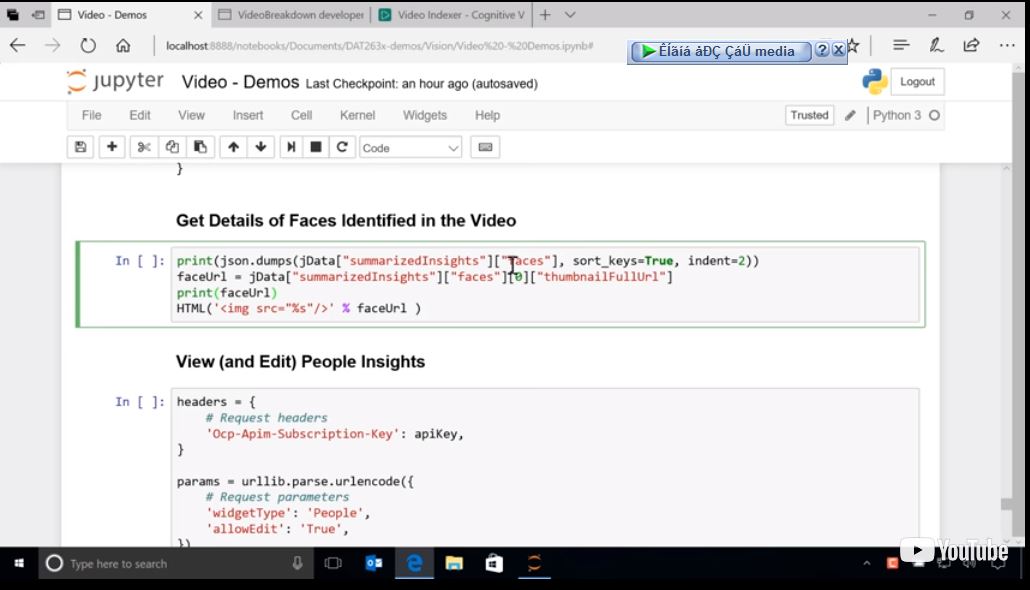 Video - Demos
VideoBreakdown developer
Video Indexer - Cognitive V
localhost:8888/notebooks/Documents/DAT263x-demos/Vision/Video%20-%20Demos.ipynb#
Êíãíá åÐÇ ÇáÜ media
jupyter Video - Demos Last Checkpoint: an hour ago (autosaved)
Logout
File Edit View Insert Cell Kernel Widgets Help
Trusted Python 3
Code
}
Get Details of Faces Identified in the Video
In [ ]: print(json.dumps(jData["summarizedInsights"]["faces"], sort_keys=True, indent=2))
faceUrl = jData["summarizedInsights"]["faces"][0]["thumbnailFullUrl"]
print(faceUrl)
HTML('<img src="%s"/>' % faceUrl )
View (and Edit) People Insights
In [ ]: headers = {
# Request headers
'Ocp-Apim-Subscription-Key': apiKey,
}
params = urllib.parse.urlencode({
# Request parameters
'widgetType': 'People',
'allowEdit': 'True',
})
Type here to search
YouTube